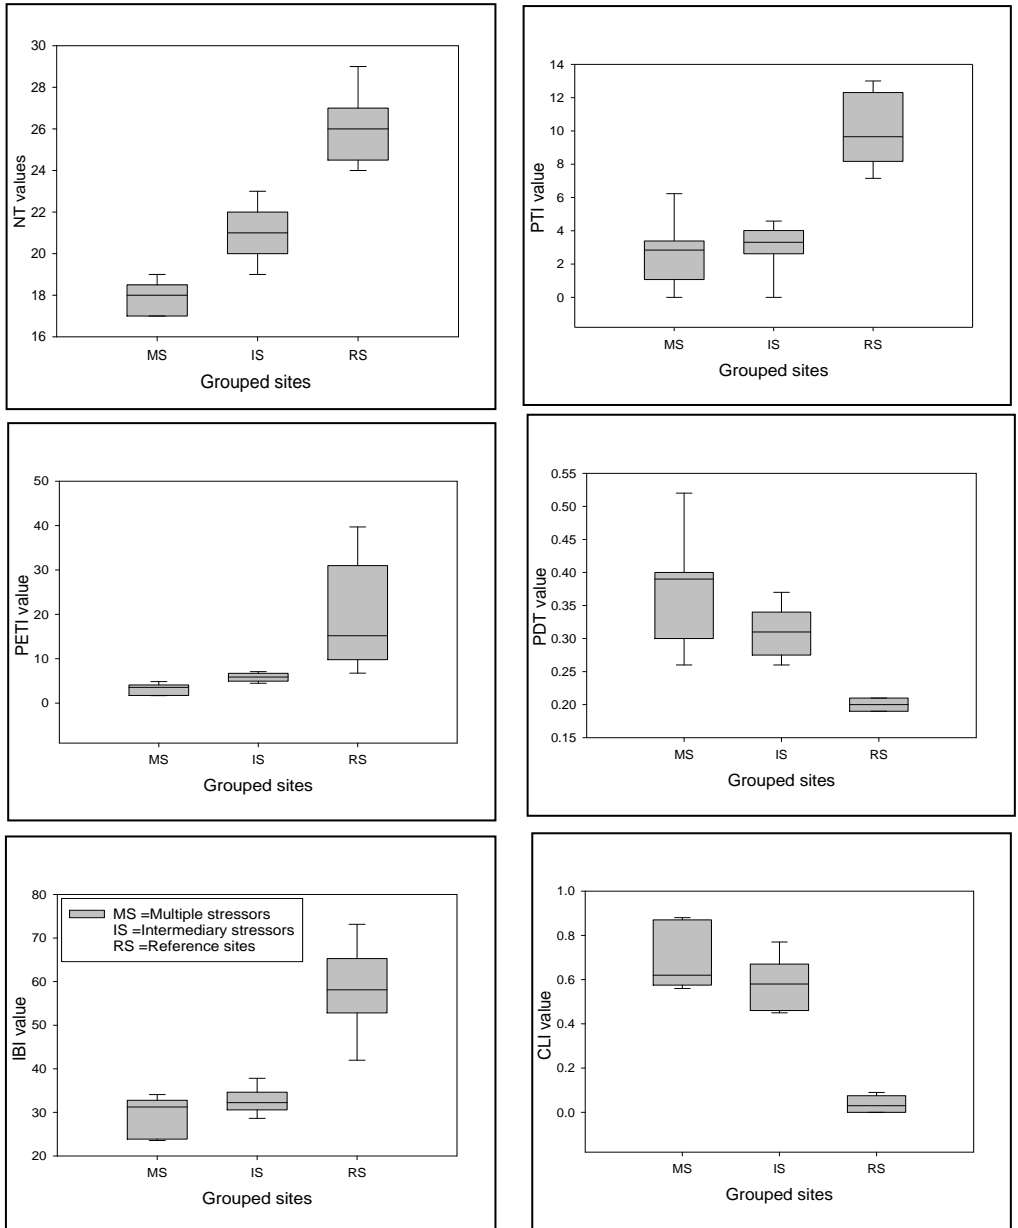 NT values
30
28
26
24
22
20
18
16
MS IS RS
Grouped sites
PTI value
14
12
10
8
6
4
2
0
MS IS RS
Grouped sites
PETI value
50
40
30
20
10
0
MS IS RS
Grouped sites
PDT value
0.55
0.50
0.45
0.40
0.35
0.30
0.25
0.20
0.15
MS IS RS
Grouped sites
IBI value
80
70
60
50
40
30
20
MS =Multiple stressors
IS =Intermediary stressors
RS =Reference sites
MS IS RS
Grouped sites
CLI value
1.0
0.8
0.6
0.4
0.2
0.0
MS IS RS
Grouped sites